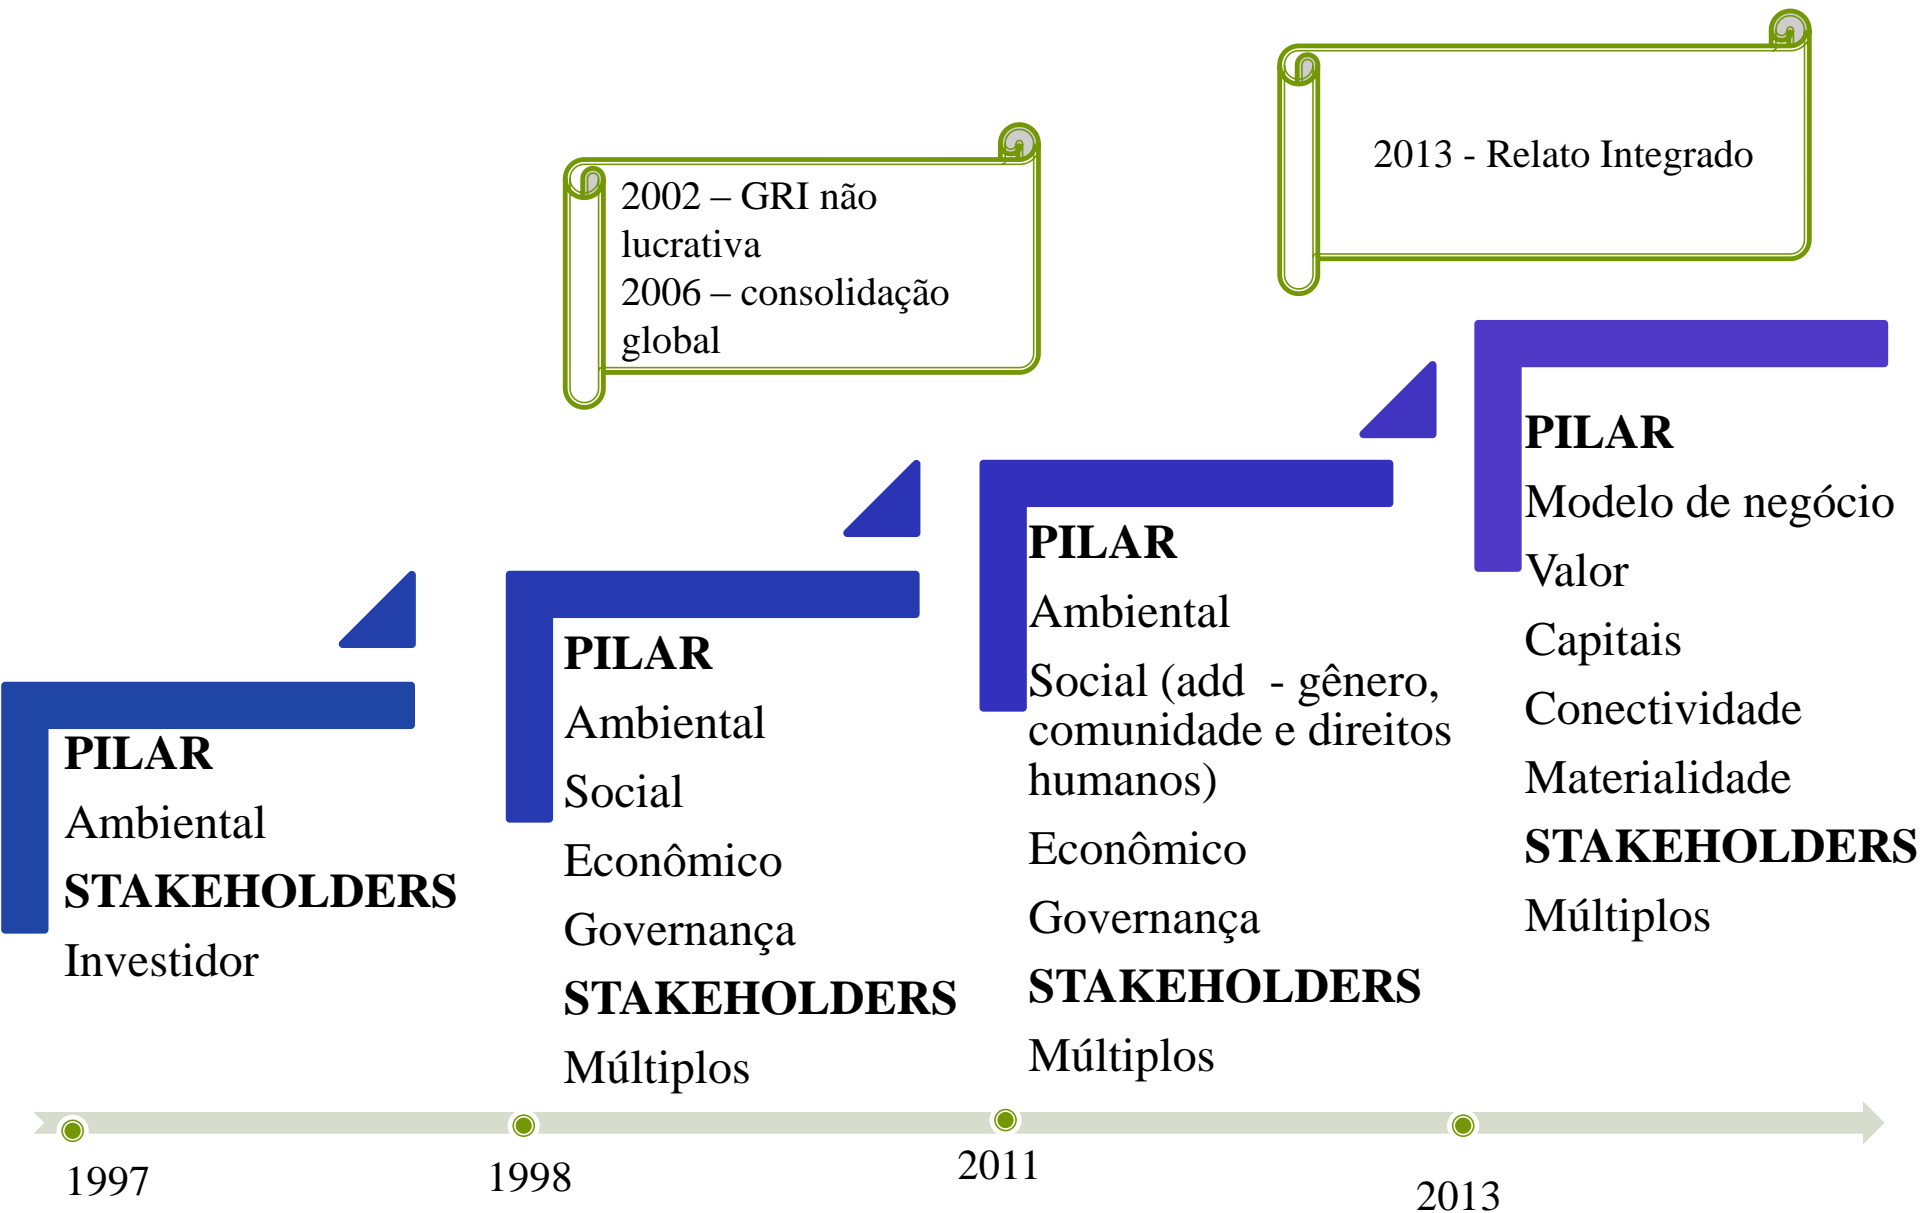 2002 – GRI não
lucrativa
2006 – consolidação
global
2013 - Relato Integrado
PILAR
Ambiental
STAKEHOLDERS
Investidor
PILAR
Ambiental
Social
Econômico
Governança
STAKEHOLDERS
Múltiplos
PILAR
Ambiental
Social (add - gênero,
comunidade e direitos
humanos)
Econômico
Governança
STAKEHOLDERS
Múltiplos
PILAR
Modelo de negócio
Valor
Capitais
Conectividade
Materialidade
STAKEHOLDERS
Múltiplos
1997
1998
2011
2013